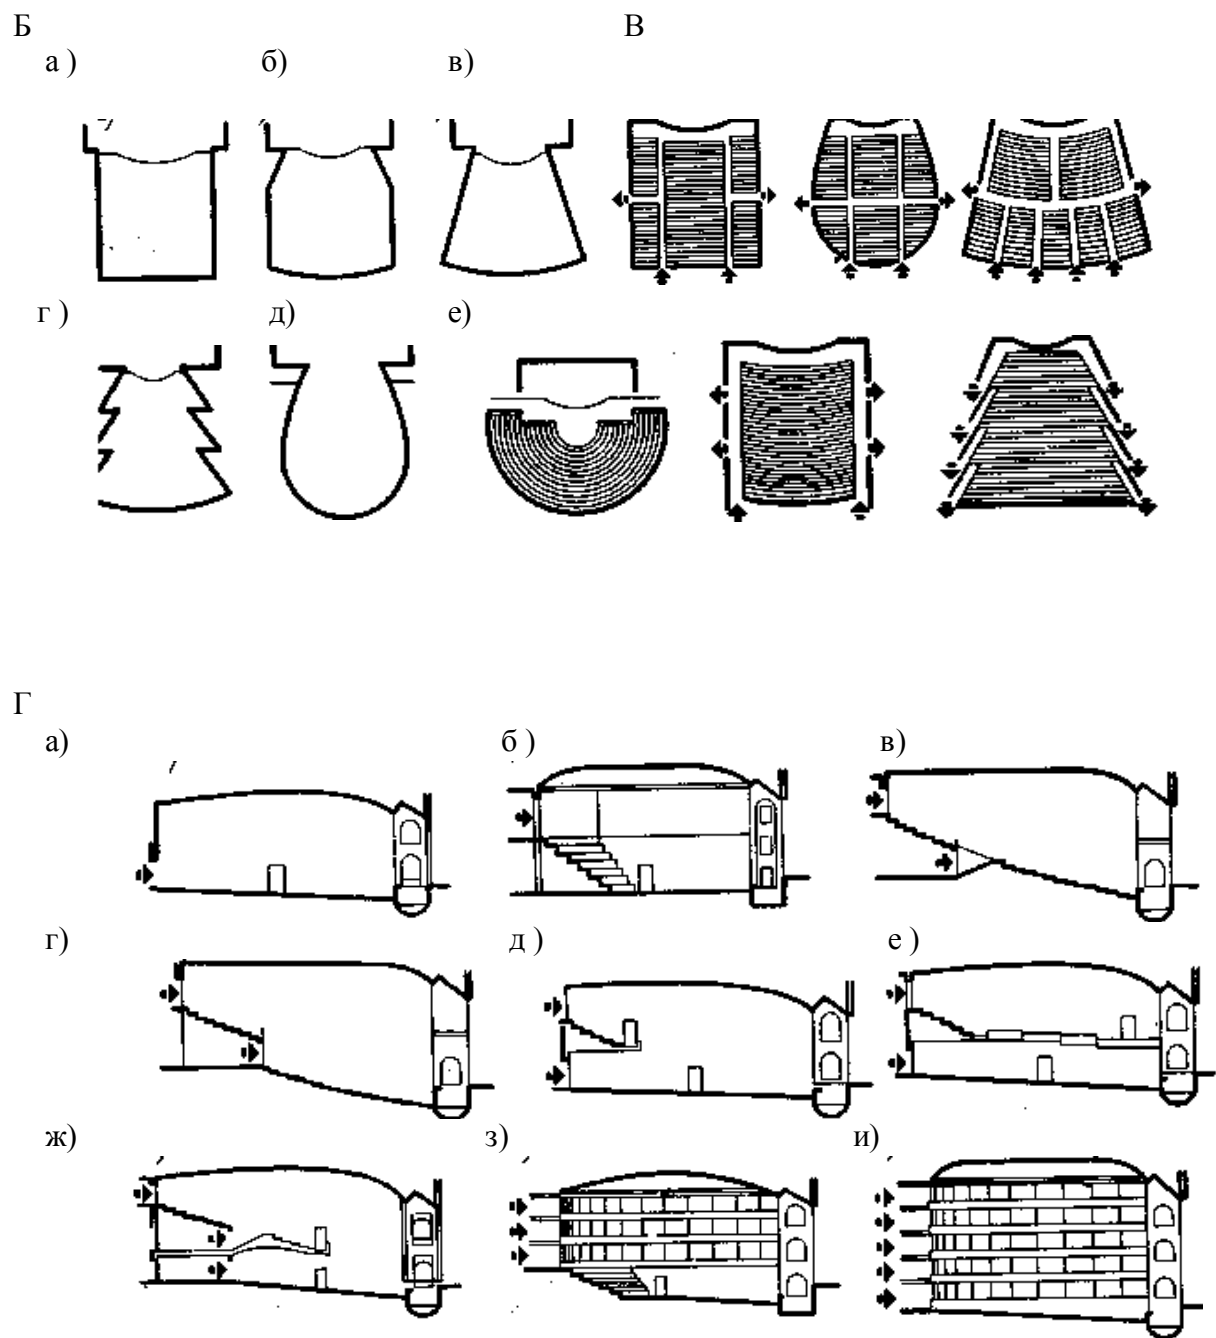 Б В
а ) б) в)
г ) д) е)
Г
а) б ) в)
г) д ) е )
ж) з) и)